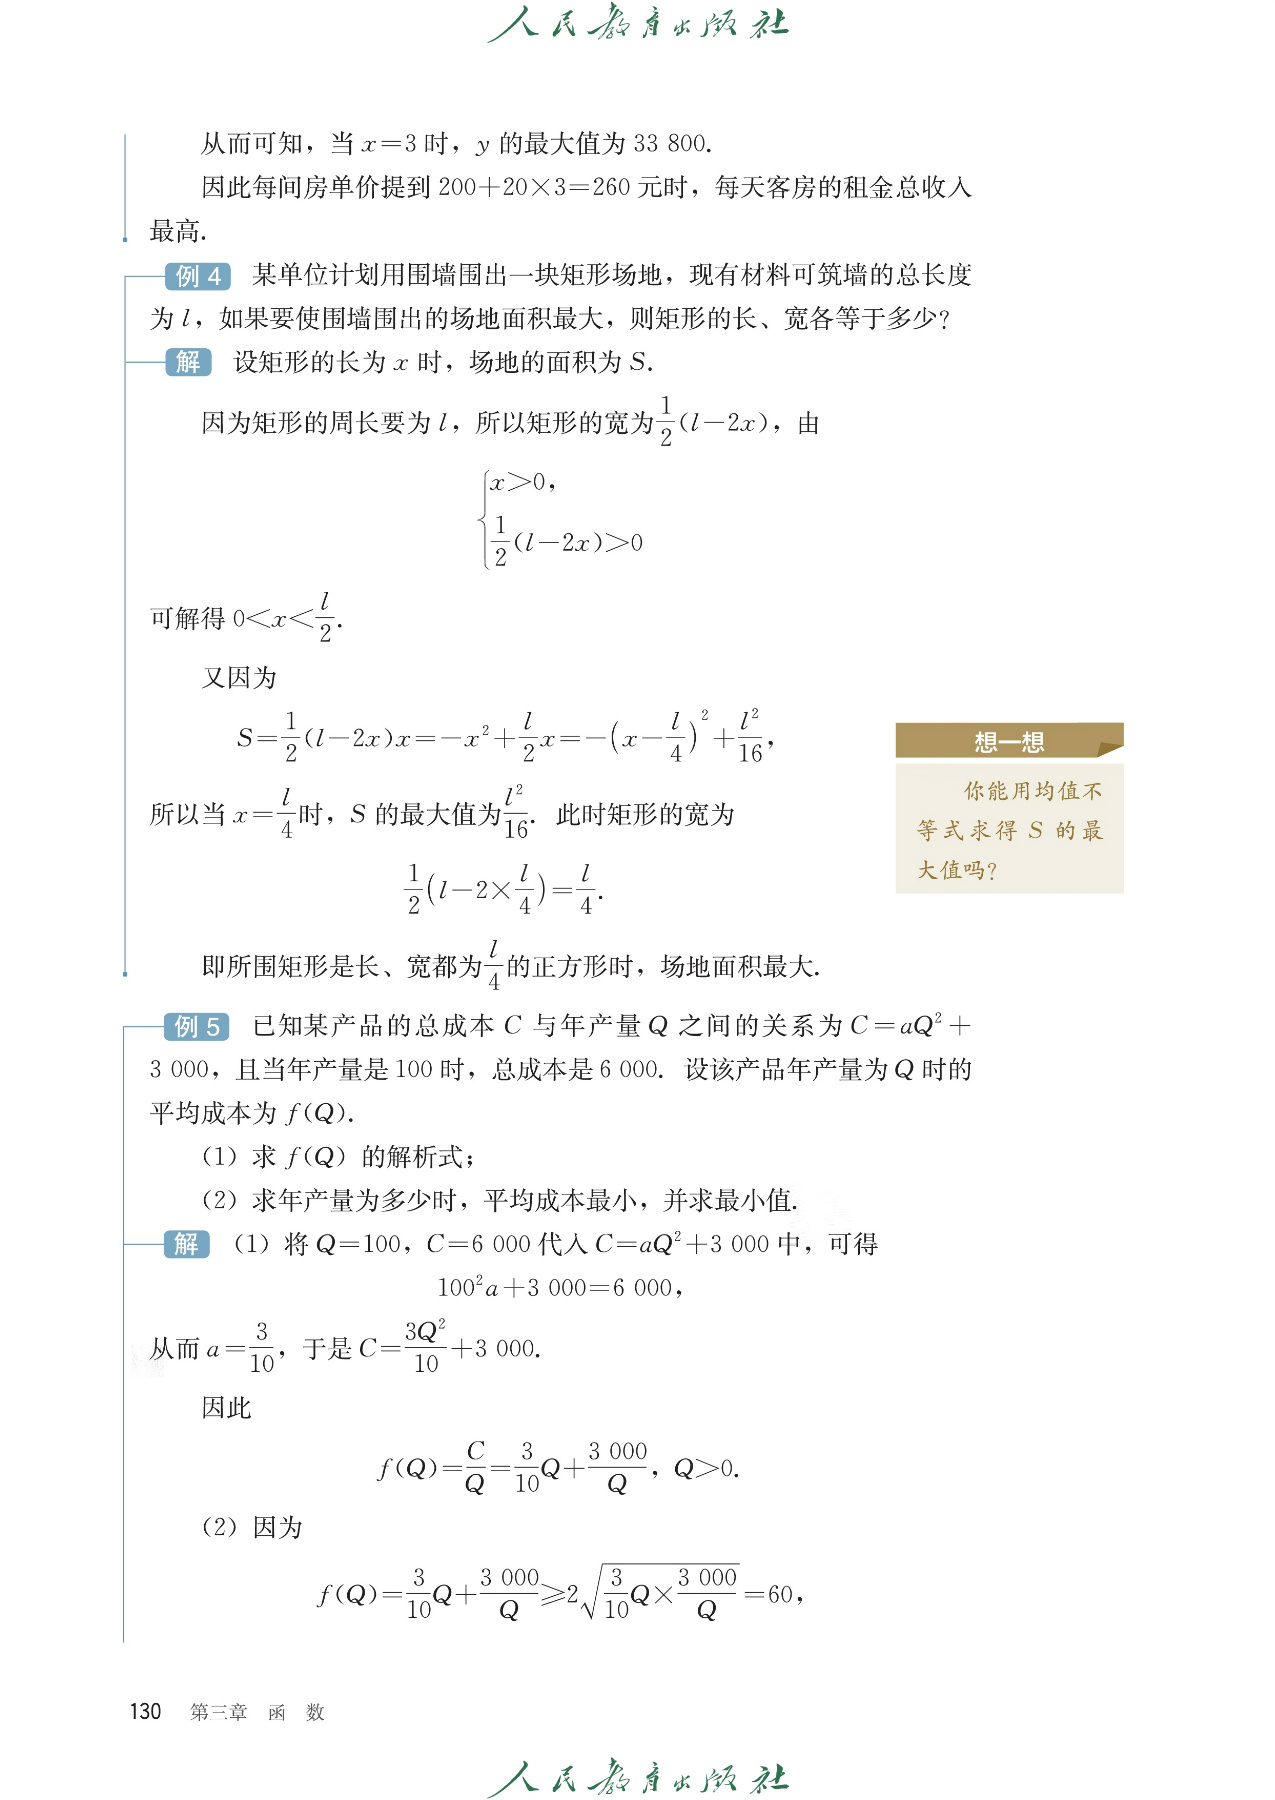 人民教育出版社
从而可知，当 x=3 时，y 的最大值为 33 800.
因此每间房单价提到 200+20×3=260 元时，每天客房的租金总收入
最高.
例 4 某单位计划用围墙围出一块矩形场地，现有材料可筑墙的总长度
为 l，如果要使围墙围出的场地面积最大，则矩形的长、宽各等于多少？
解 设矩形的长为 x 时，场地的面积为 S.
因为矩形的周长要为 l，所以矩形的宽为 \frac{1}{2}(l-2x)，由
\begin{cases} x>0, \\ \frac{1}{2}(l-2x)>0 \end{cases}
可解得 0<x<\frac{l}{2}.
又因为
S=\frac{1}{2}(l-2x)x=-x^2+\frac{l}{2}x=-(x-\frac{l}{4})^2+\frac{l^2}{16}，
所以当 x=\frac{l}{4} 时，S 的最大值为 \frac{l^2}{16}. 此时矩形的宽为
\frac{1}{2}(l-2×\frac{l}{4})=\frac{l}{4}.
即所围矩形是长、宽都为 \frac{l}{4} 的正方形时，场地面积最大.
想一想
你能用均值不
等式求得 S 的最
大值吗？
例 5 已知某产品的总成本 C 与年产量 Q 之间的关系为 C=aQ^2+
3 000，且当年产量是 100 时，总成本是 6 000. 设该产品年产量为 Q 时的
平均成本为 f(Q).
（1）求 f(Q) 的解析式；
（2）求年产量为多少时，平均成本最小，并求最小值.
解 （1）将 Q=100，C=6 000 代入 C=aQ^2+3 000 中，可得
100^2a+3 000=6 000，
从而 a=\frac{3}{10}，于是 C=\frac{3Q^2}{10}+3 000.
因此
f(Q)=\frac{C}{Q}=\frac{3}{10}Q+\frac{3 000}{Q}，Q>0.
（2）因为
f(Q)=\frac{3}{10}Q+\frac{3 000}{Q}≥2\sqrt{\frac{3}{10}Q×\frac{3 000}{Q}}=60，
130 第三章 函 数
人民教育出版社